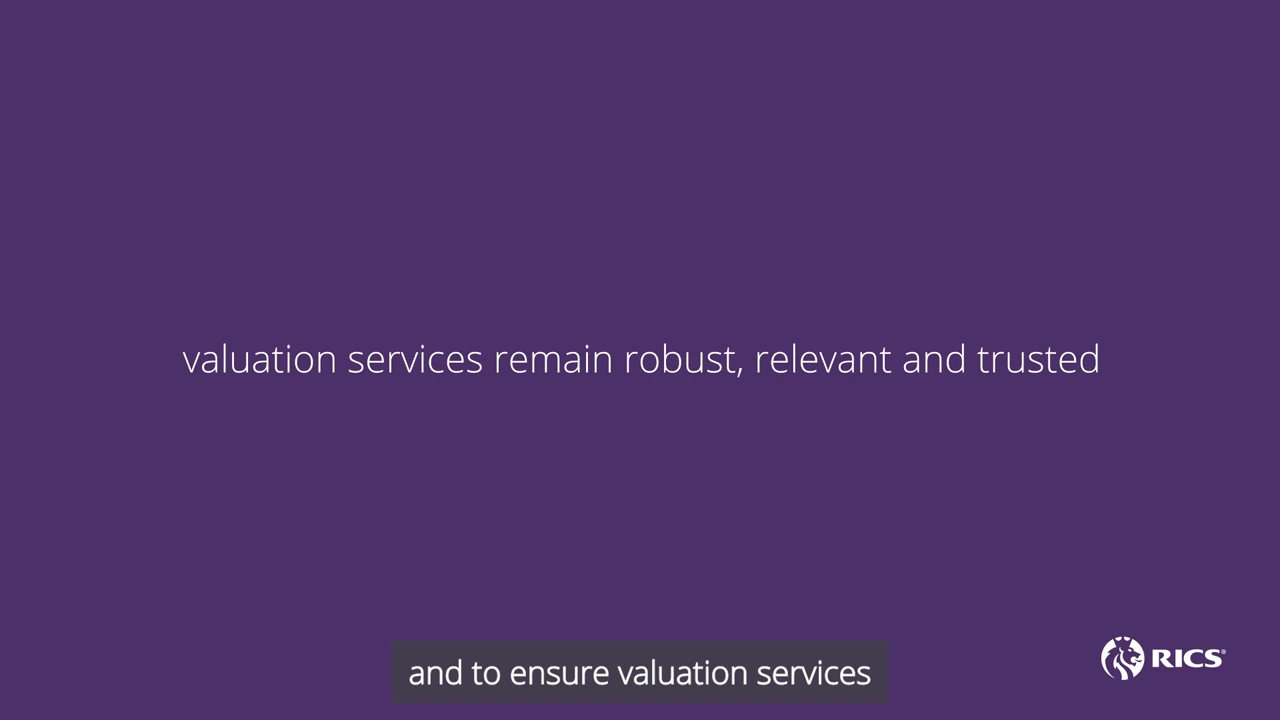 valuation services remain robust, relevant and trusted
and to ensure valuation services
RICS®